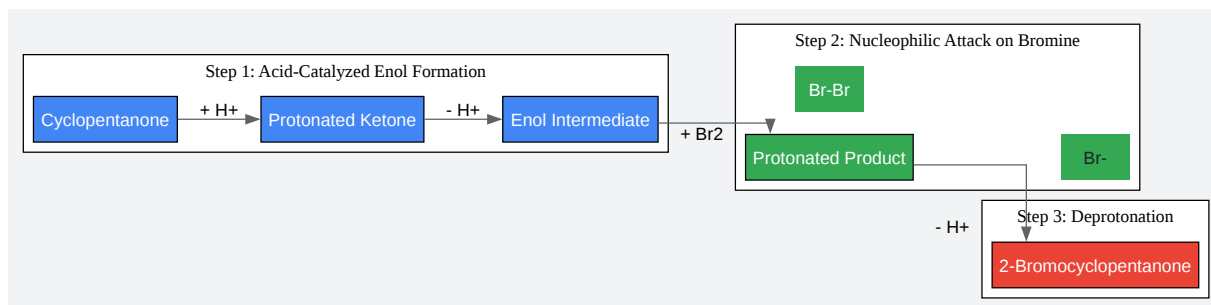 Step 1: Acid-Catalyzed Enol Formation
Cyclopentanone
+ H+
Protonated Ketone
- H+
Enol Intermediate
+ Br2
Step 2: Nucleophilic Attack on Bromine
Br-Br
Protonated Product
Br-
- H+
Step 3: Deprotonation
2-Bromocyclopentanone